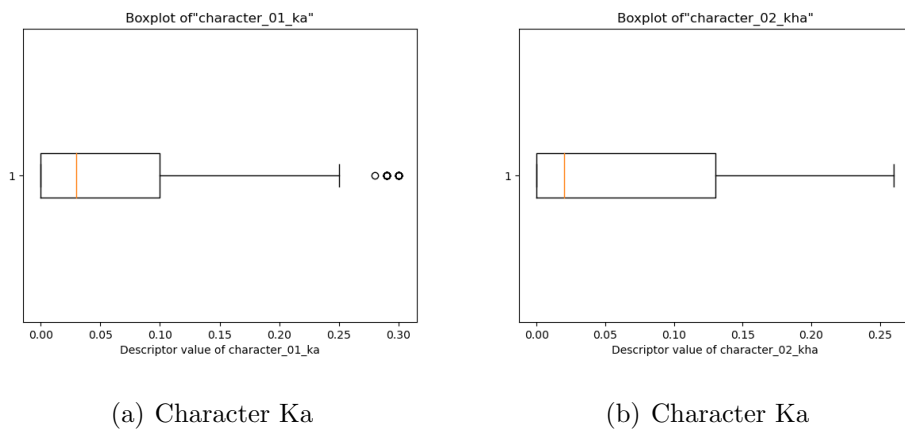 Boxplot of"character_01_ka"
1
0.00 0.05 0.10 0.15 0.20 0.25 0.30
Descriptor value of character_01_ka
(a) Character Ka
Boxplot of"character_02_kha"
1
0.00 0.05 0.10 0.15 0.20 0.25
Descriptor value of character_02_kha
(b) Character Ka